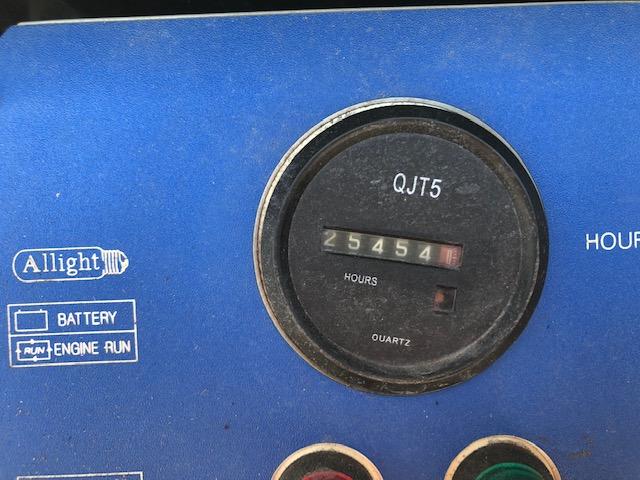 QJT5
25454
HOURS
QUARTZ
HOUR
Allight
BATTERY
RUN ENGINE RUN